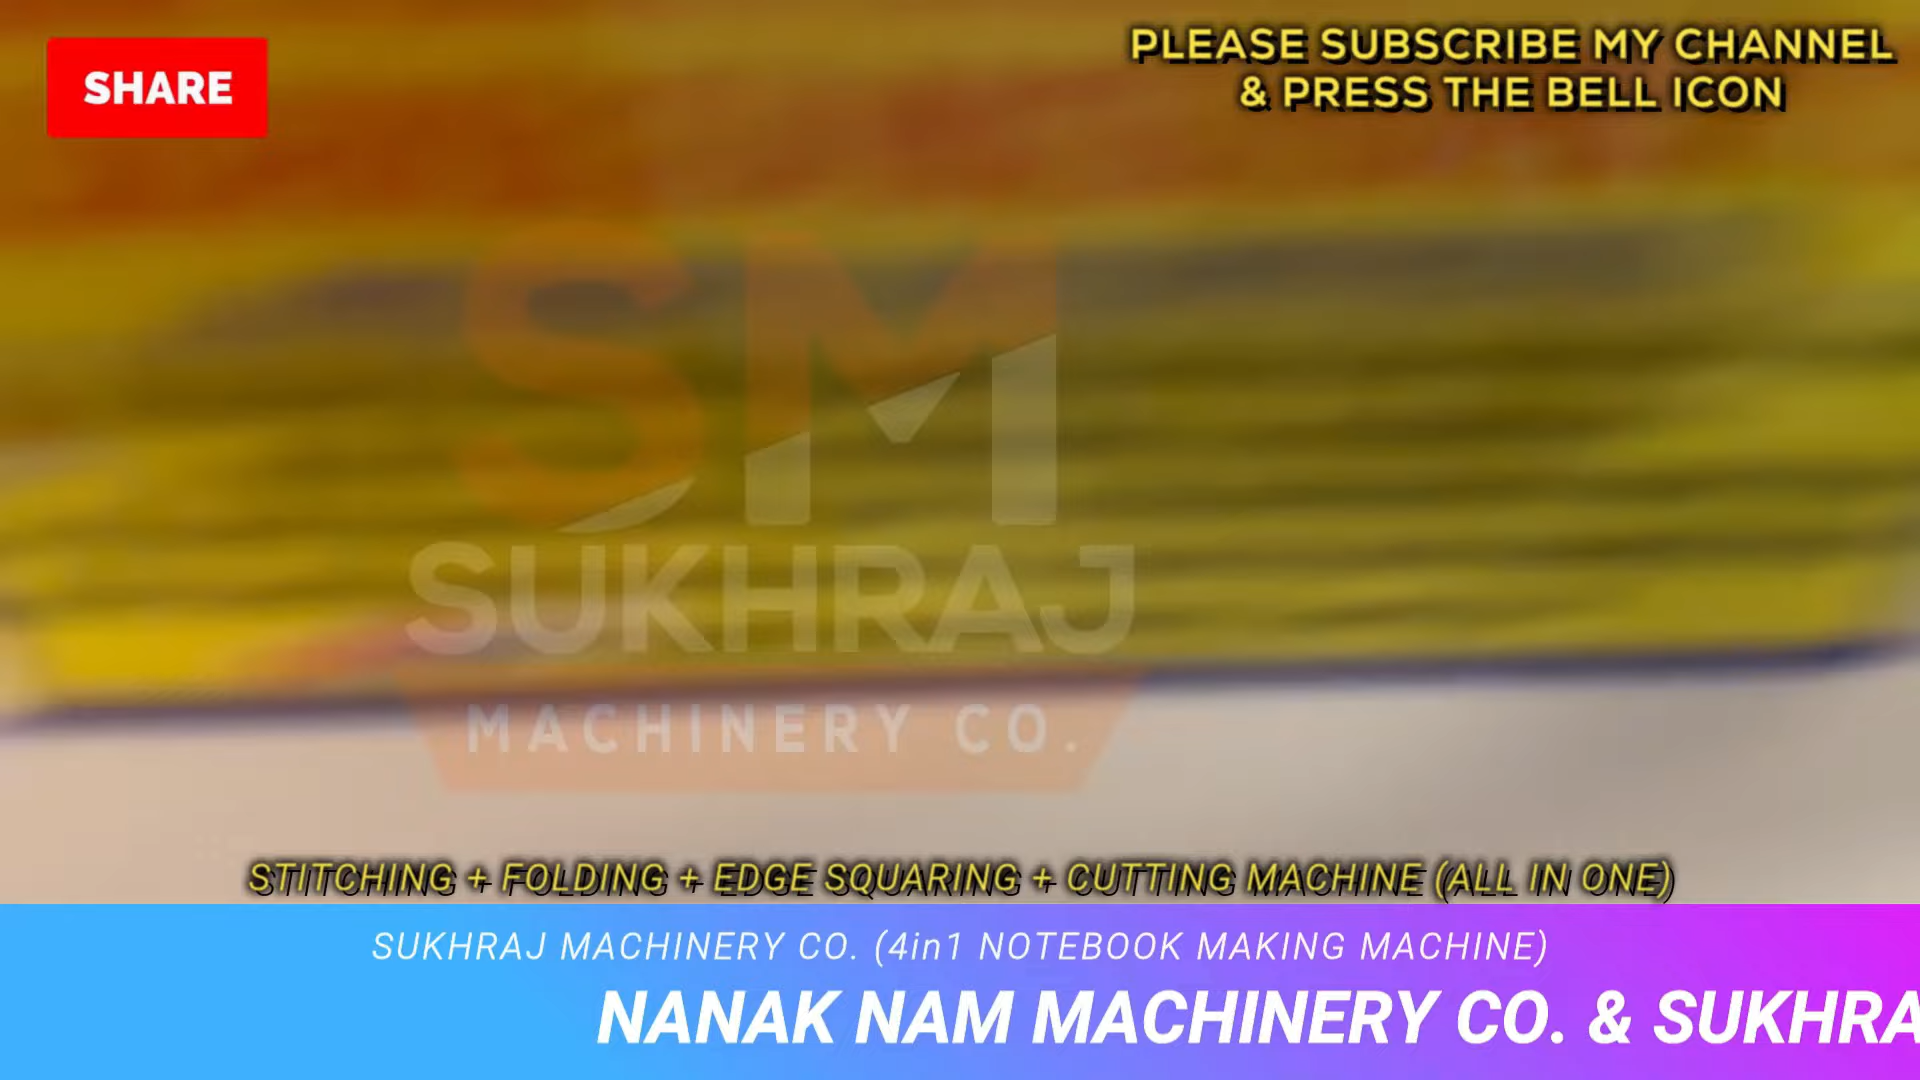 SHARE
PLEASE SUBSCRIBE MY CHANNEL
& PRESS THE BELL ICON
SM
SUKHRAJ
MACHINERY CO.
STITCHING + FOLDING + EDGE SQUARING + CUTTING MACHINE (ALL IN ONE)
SUKHRAJ MACHINERY CO. (4in1 NOTEBOOK MAKING MACHINE)
NANAK NAM MACHINERY CO. & SUKHRA